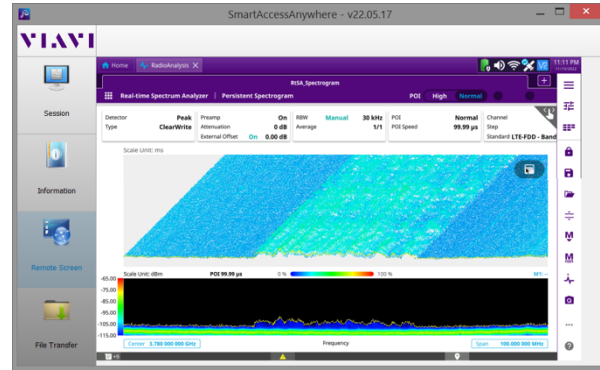 SmartAccessAnywhere - v22.05.17
VIAVI
Session
Information
Remote Screen
File Transfer
Home
RadioAnalysis
11:11 PM
RtSA_Spectrogram
Real-time Spectrum Analyzer | Persistent Spectrogram
POI High Normal
Detector Peak
Type ClearWrite
Preamp On
Attenuation 0 dB
External Offset On 0.00 dB
RBW Manual 30 kHz
Average 1/1
POI Normal
POI Speed 99.99 µs
Channel
Step
Standard LTE-FDD - Band
Scale Unit: ms
Scale Unit: dBm
POI 99.99 µs
0 %
100 %
M1: --
-65.00
-75.00
-85.00
-95.00
-105.00
-115.00
Center 3.780 000 000 GHz
Frequency
Span 100.000 000 MHz
+5